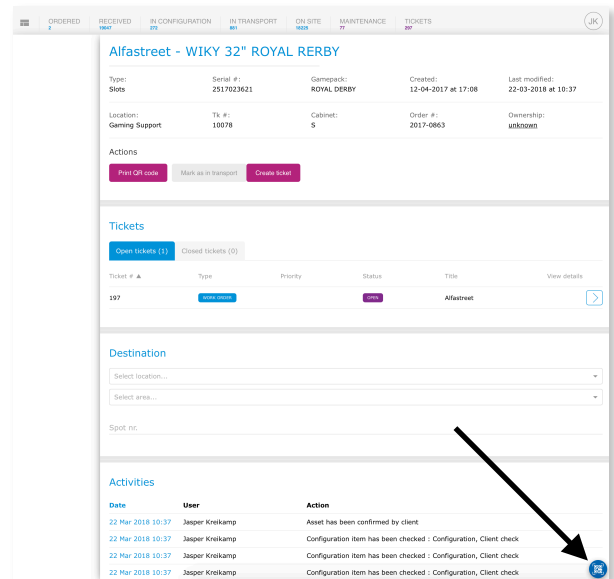 ORDERED RECEIVED IN CONFIGURATION IN TRANSPORT ON SITE MAINTENANCE TICKETS JK
2 19847 272 861 16225 77 297
Alfastreet - WIKY 32" ROYAL RERBY
Type: Serial #: Gamepack: Created: Last modified:
Slots 2517023621 ROYAL DERBY 12-04-2017 at 17:08 22-03-2018 at 10:37
Location: Tk #: Cabinet: Order #: Ownership:
Gaming Support 10078 S 2017-0863 unknown
Actions
Print QR code Mark as in transport Create ticket
Tickets
Open tickets (1) Closed tickets (0)
Ticket # ▲ Type Priority Status Title View details
197 WORK ORDER OPEN Alfastreet
Destination
Select location...
Select area...
Spot nr.
Activities
Date User Action
22 Mar 2018 10:37 Jasper Kreikamp Asset has been confirmed by client
22 Mar 2018 10:37 Jasper Kreikamp Configuration item has been checked : Configuration, Client check
22 Mar 2018 10:37 Jasper Kreikamp Configuration item has been checked : Configuration, Client check
22 Mar 2018 10:37 Jasper Kreikamp Configuration item has been checked : Configuration, Client check